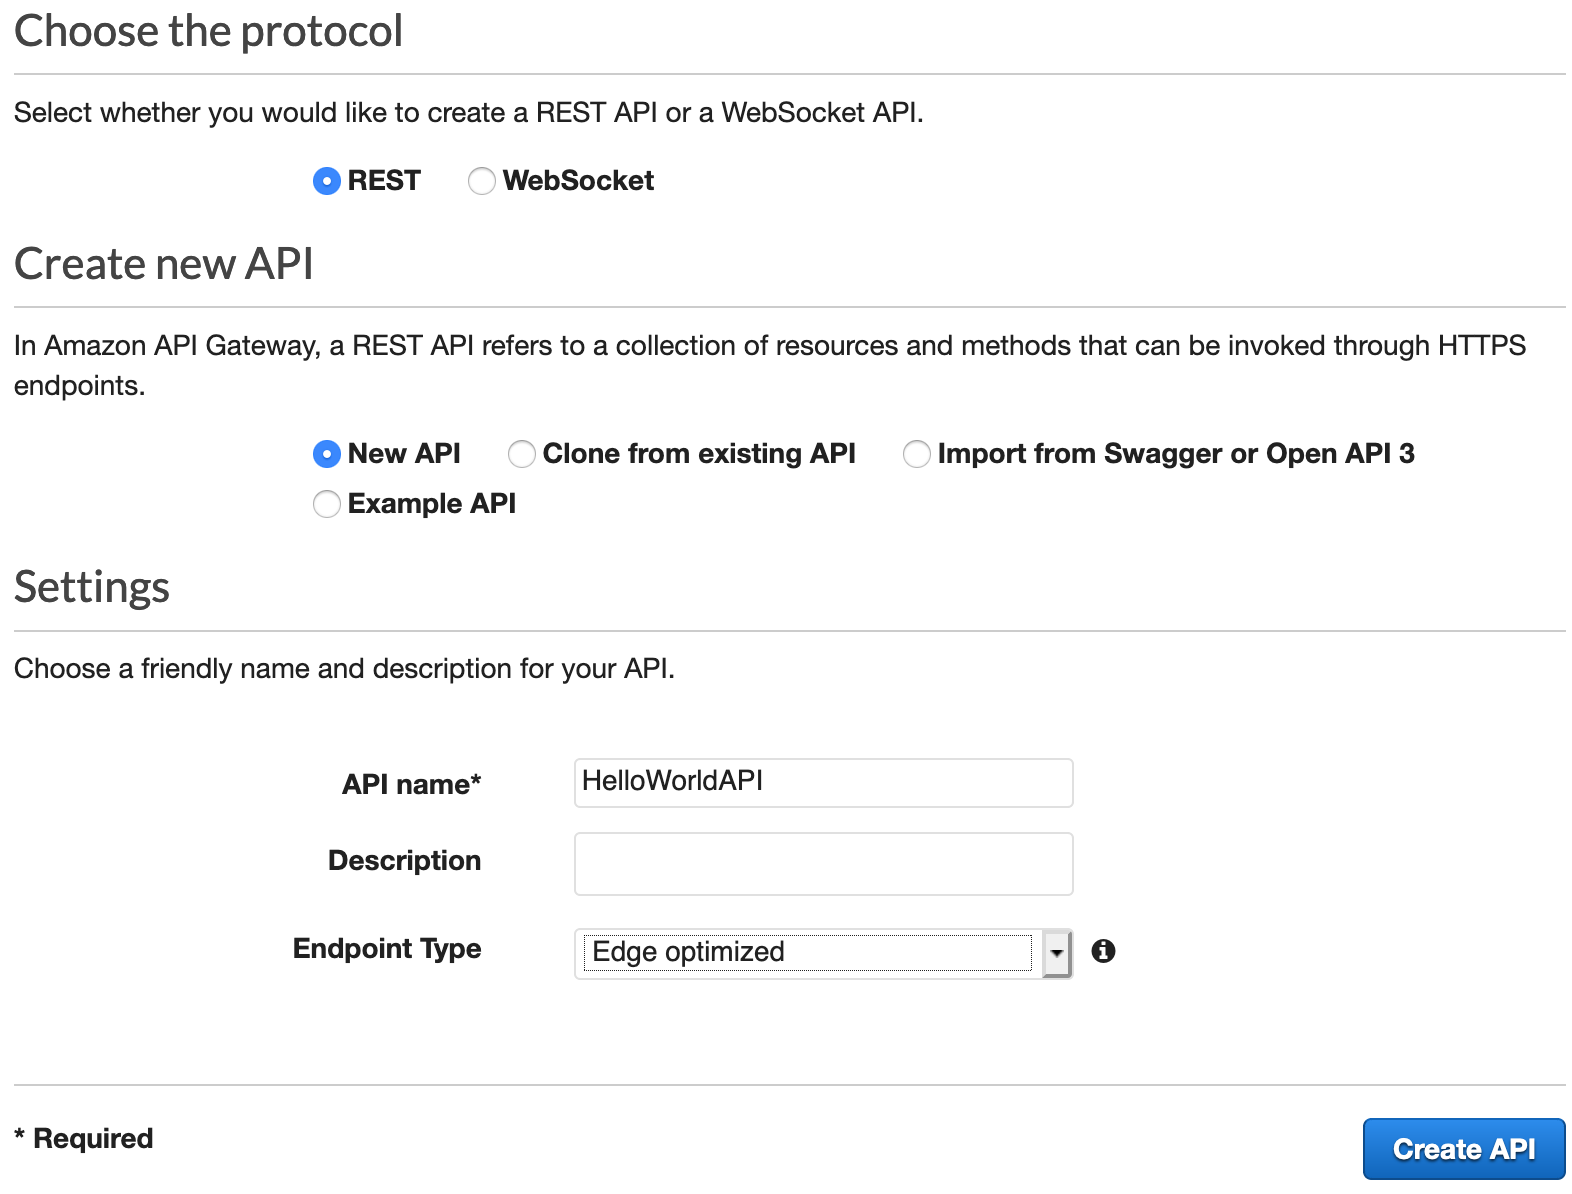 Choose the protocol
Select whether you would like to create a REST API or a WebSocket API.
REST WebSocket
Create new API
In Amazon API Gateway, a REST API refers to a collection of resources and methods that can be invoked through HTTPS
endpoints.
New API Clone from existing API Import from Swagger or Open API 3
Example API
Settings
Choose a friendly name and description for your API.
API name* HelloWorldAPI
Description
Endpoint Type Edge optimized
* Required
Create API